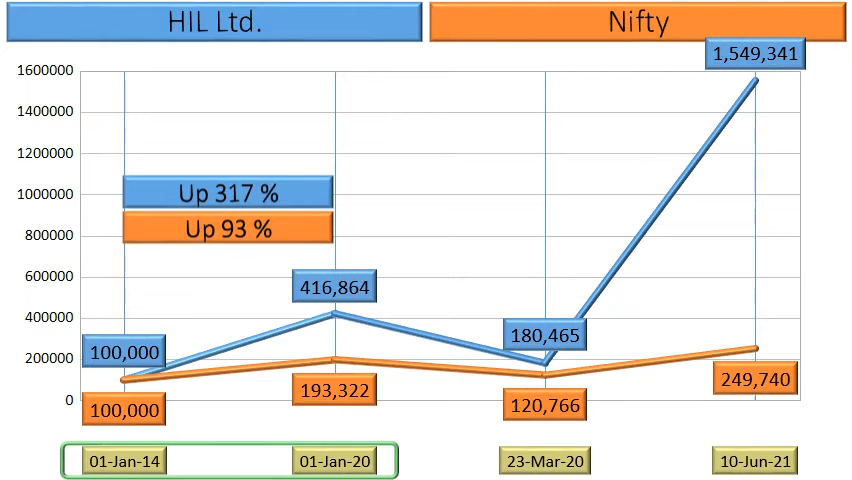 HIL Ltd.
Nifty
1,549,341
1600000
1400000
1200000
1000000
800000
600000
400000
200000
0
Up 317 %
Up 93 %
416,864
180,465
100,000
100,000
193,322
120,766
249,740
01-Jan-14
01-Jan-20
23-Mar-20
10-Jun-21